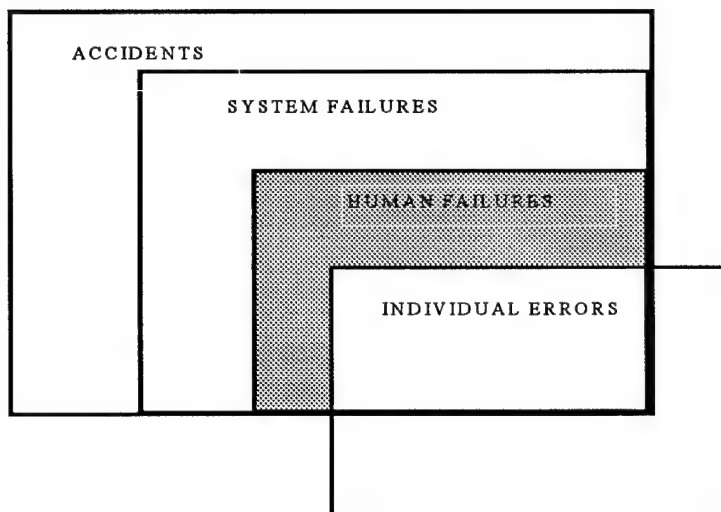 ACCIDENTS
SYSTEM FAILURES
HUMAN FAILURES
INDIVIDUAL ERRORS